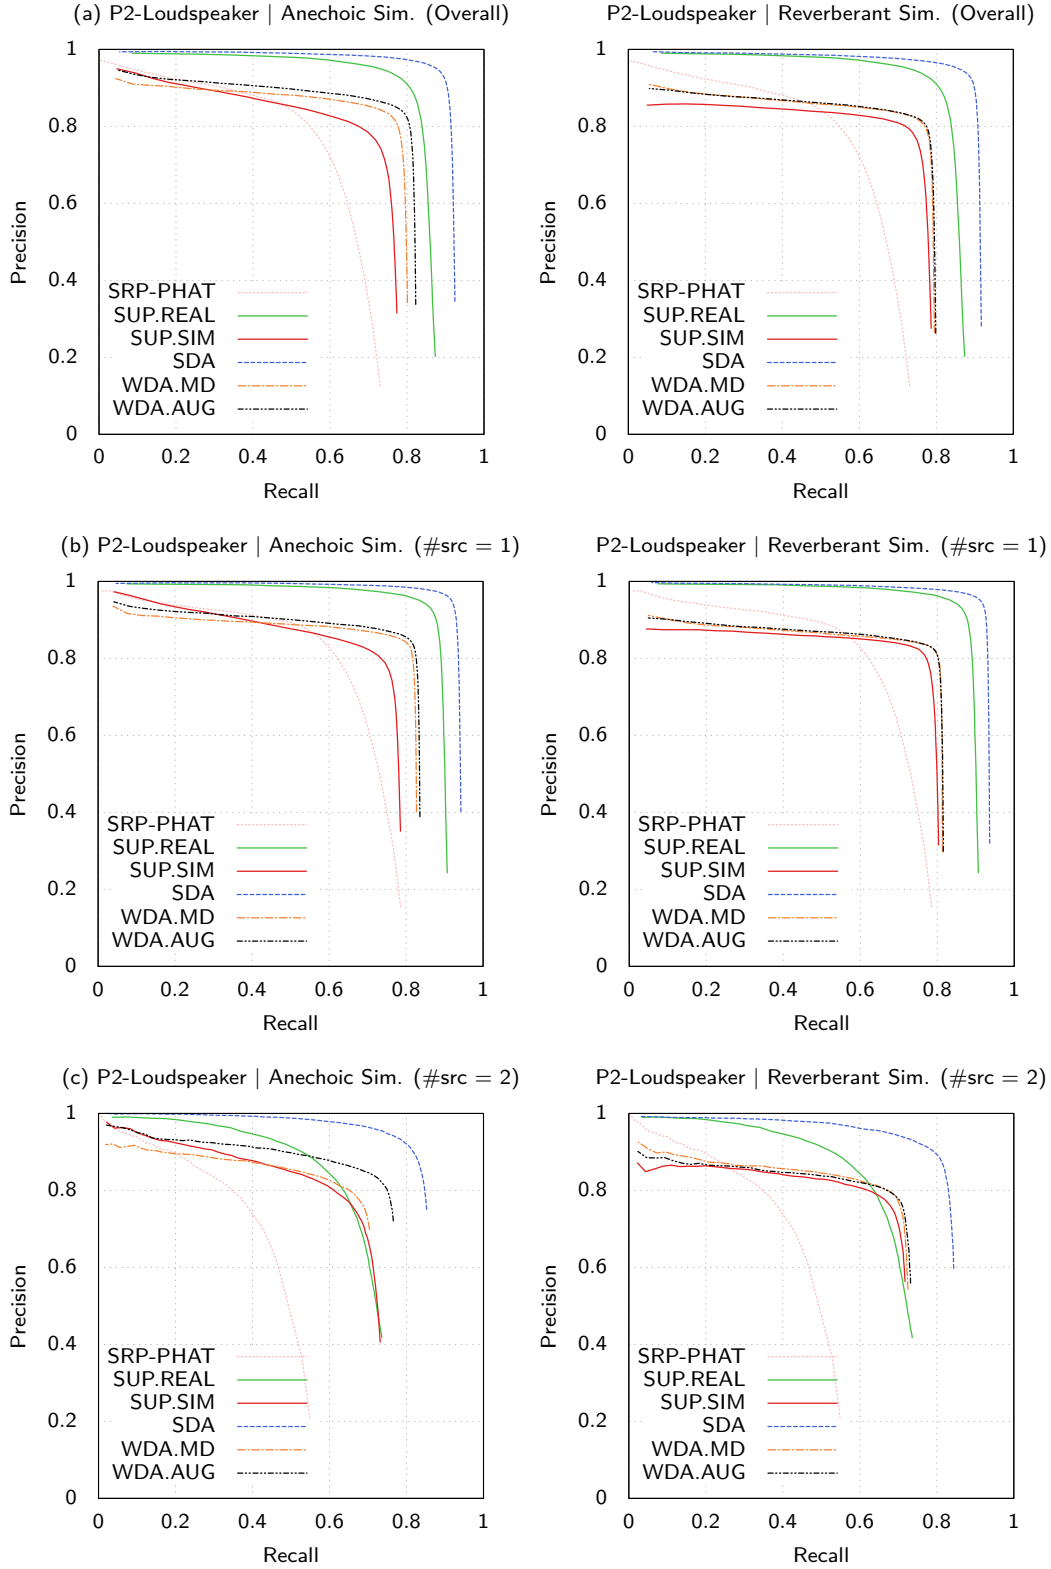 (a) P2-Loudspeaker | Anechoic Sim. (Overall)
1
0.8
0.6
0.4
0.2
0
Precision
SRP-PHAT
SUP.REAL
SUP.SIM
SDA
WDA.MD
WDA.AUG
0 0.2 0.4 0.6 0.8 1
Recall
P2-Loudspeaker | Reverberant Sim. (Overall)
1
0.8
0.6
0.4
0.2
0
Precision
SRP-PHAT
SUP.REAL
SUP.SIM
SDA
WDA.MD
WDA.AUG
0 0.2 0.4 0.6 0.8 1
Recall
(b) P2-Loudspeaker | Anechoic Sim. (#src = 1)
1
0.8
0.6
0.4
0.2
0
Precision
SRP-PHAT
SUP.REAL
SUP.SIM
SDA
WDA.MD
WDA.AUG
0 0.2 0.4 0.6 0.8 1
Recall
P2-Loudspeaker | Reverberant Sim. (#src = 1)
1
0.8
0.6
0.4
0.2
0
Precision
SRP-PHAT
SUP.REAL
SUP.SIM
SDA
WDA.MD
WDA.AUG
0 0.2 0.4 0.6 0.8 1
Recall
(c) P2-Loudspeaker | Anechoic Sim. (#src = 2)
1
0.8
0.6
0.4
0.2
0
Precision
SRP-PHAT
SUP.REAL
SUP.SIM
SDA
WDA.MD
WDA.AUG
0 0.2 0.4 0.6 0.8 1
Recall
P2-Loudspeaker | Reverberant Sim. (#src = 2)
1
0.8
0.6
0.4
0.2
0
Precision
SRP-PHAT
SUP.REAL
SUP.SIM
SDA
WDA.MD
WDA.AUG
0 0.2 0.4 0.6 0.8 1
Recall